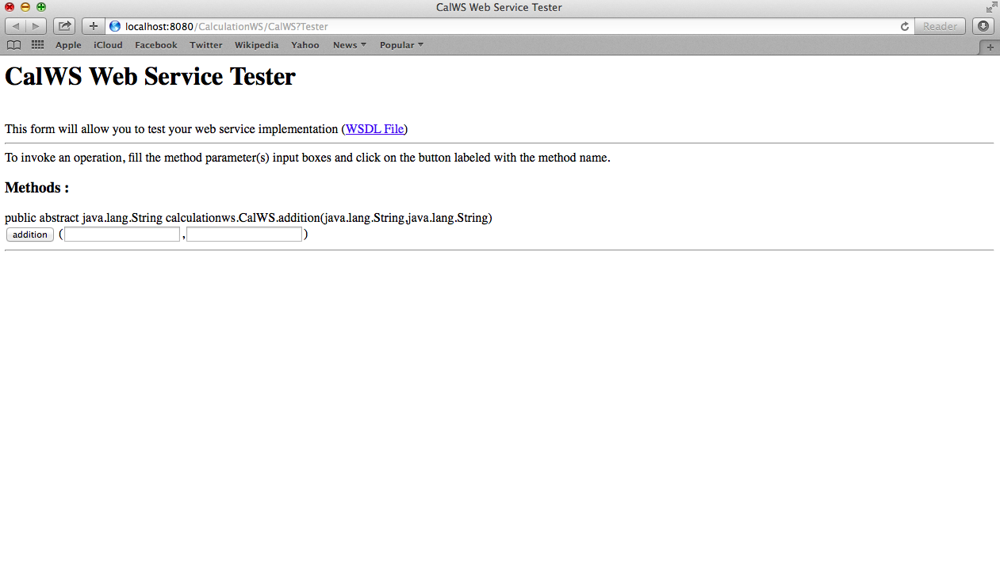 CalWS Web Service Tester
localhost:8080/CalculationWS/CalWS?Tester
Reader
Apple iCloud Facebook Twitter Wikipedia Yahoo News Popular
CalWS Web Service Tester
This form will allow you to test your web service implementation (WSDL File)
To invoke an operation, fill the method parameter(s) input boxes and click on the button labeled with the method name.
Methods :
public abstract java.lang.String calculationws.CalWS.addition(java.lang.String,java.lang.String)
addition ( , )